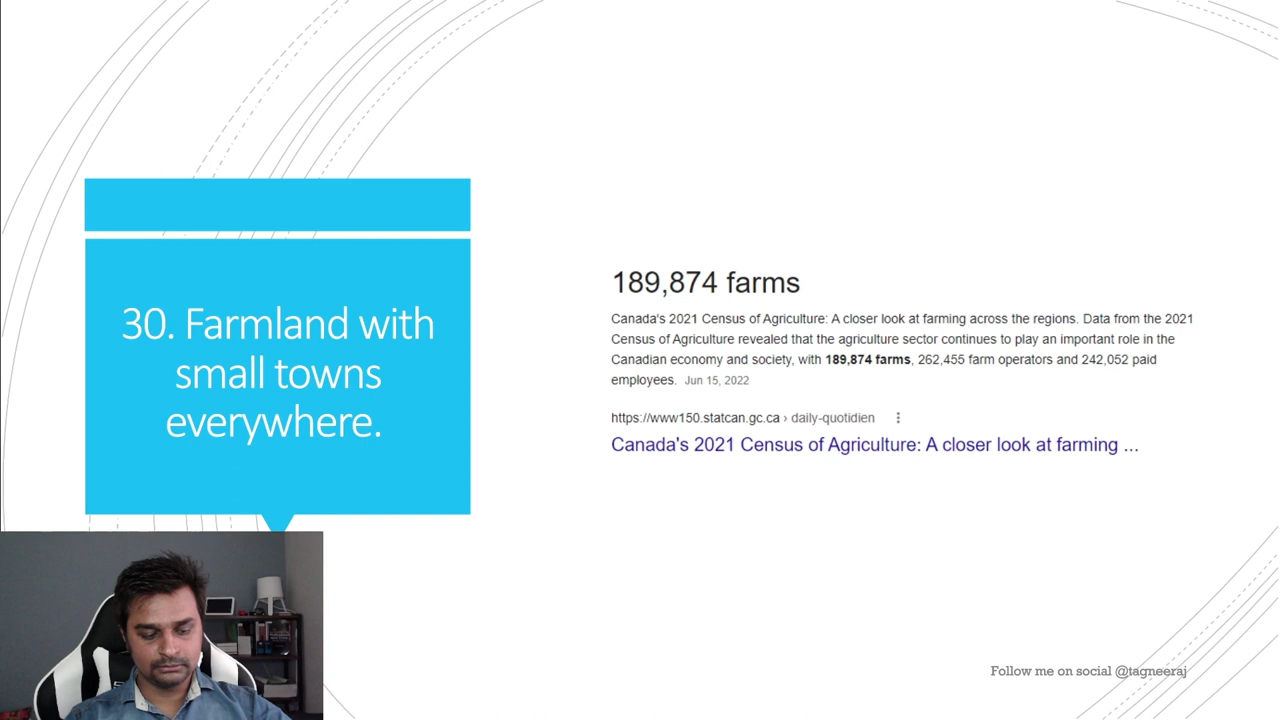 30. Farmland with
small towns
everywhere.
189,874 farms
Canada's 2021 Census of Agriculture: A closer look at farming across the regions. Data from the 2021
Census of Agriculture revealed that the agriculture sector continues to play an important role in the
Canadian economy and society, with 189,874 farms, 262,455 farm operators and 242,052 paid
employees. Jun 15, 2022
https://www150.statcan.gc.ca › daily-quotidien
Canada's 2021 Census of Agriculture: A closer look at farming ...
Follow me on social @tagneeraj